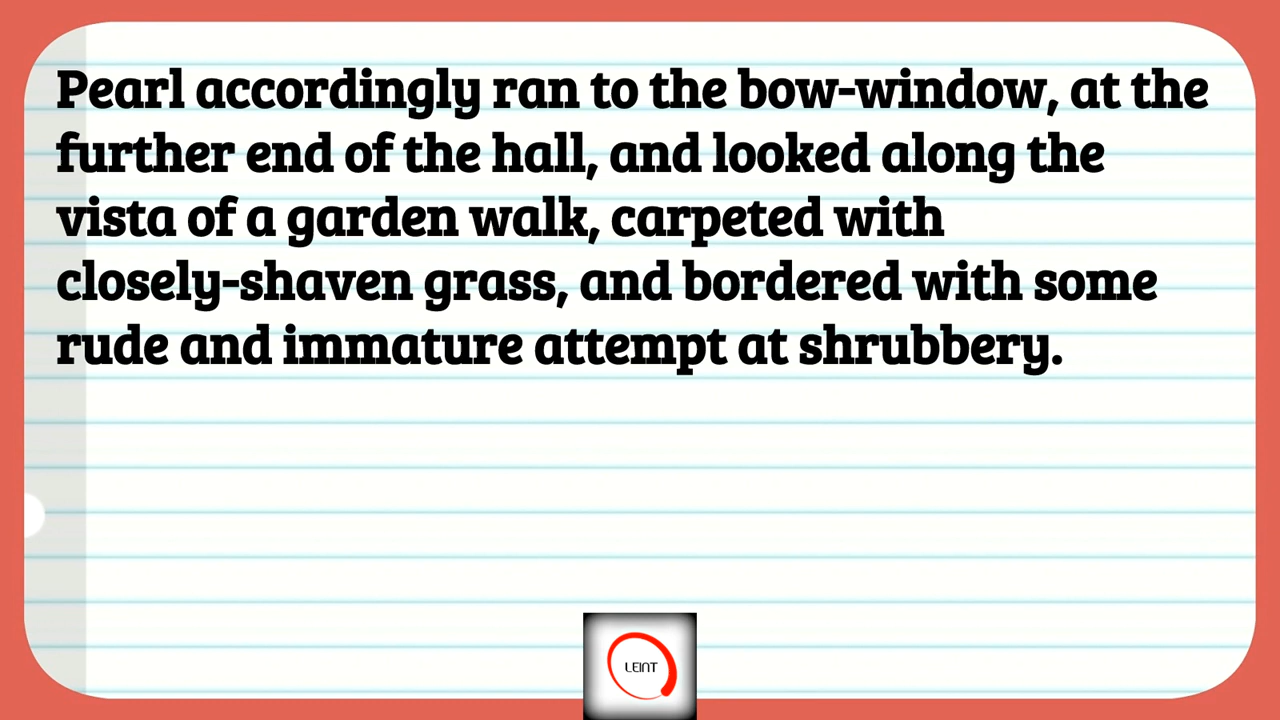 Pearl accordingly ran to the bow-window, at the
further end of the hall, and looked along the
vista of a garden walk, carpeted with
closely-shaven grass, and bordered with some
rude and immature attempt at shrubbery.
LEINT